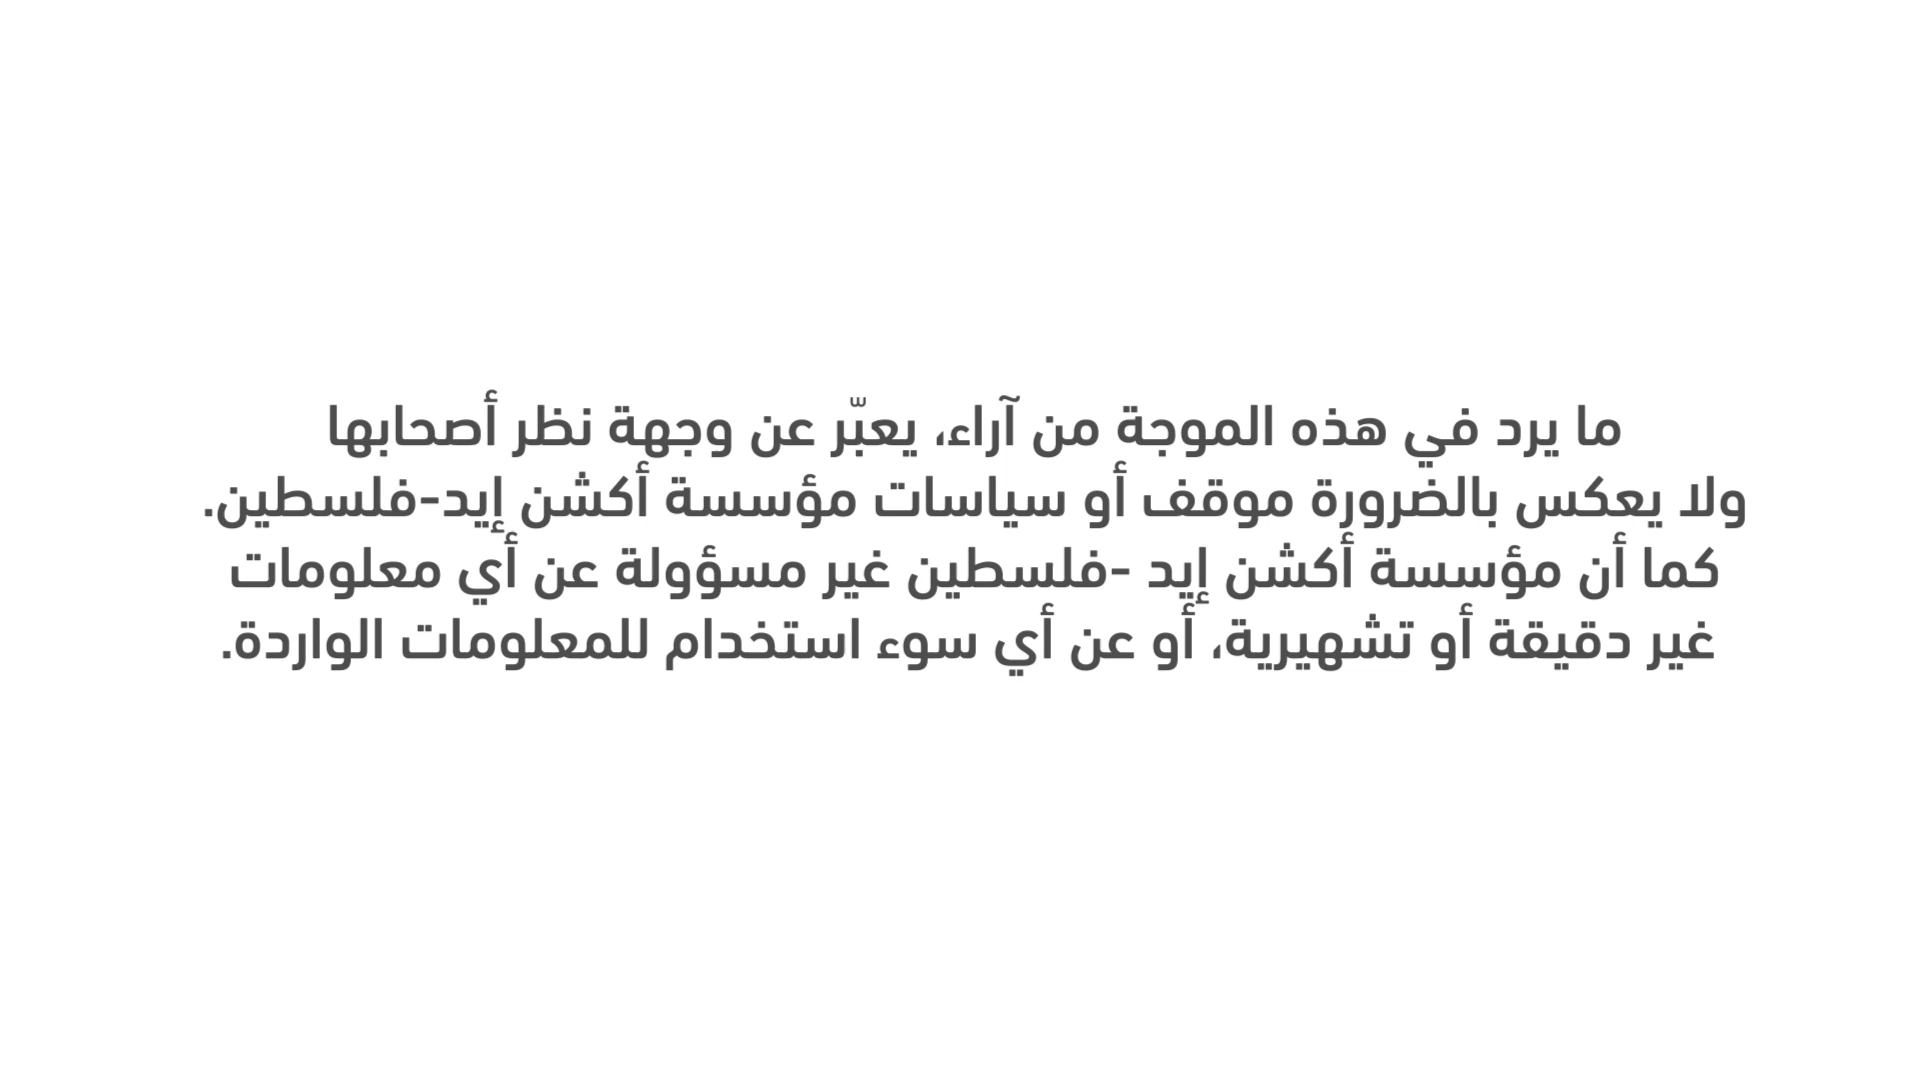 ما يرد في هذه الموجة من آراء، يعبّر عن وجهة نظر أصحابها
ولا يعكس بالضرورة موقف أو سياسات مؤسسة أكشن إيد-فلسطين.
كما أن مؤسسة أكشن إيد -فلسطين غير مسؤولة عن أي معلومات
غير دقيقة أو تشهيرية، أو عن أي سوء استخدام للمعلومات الواردة.